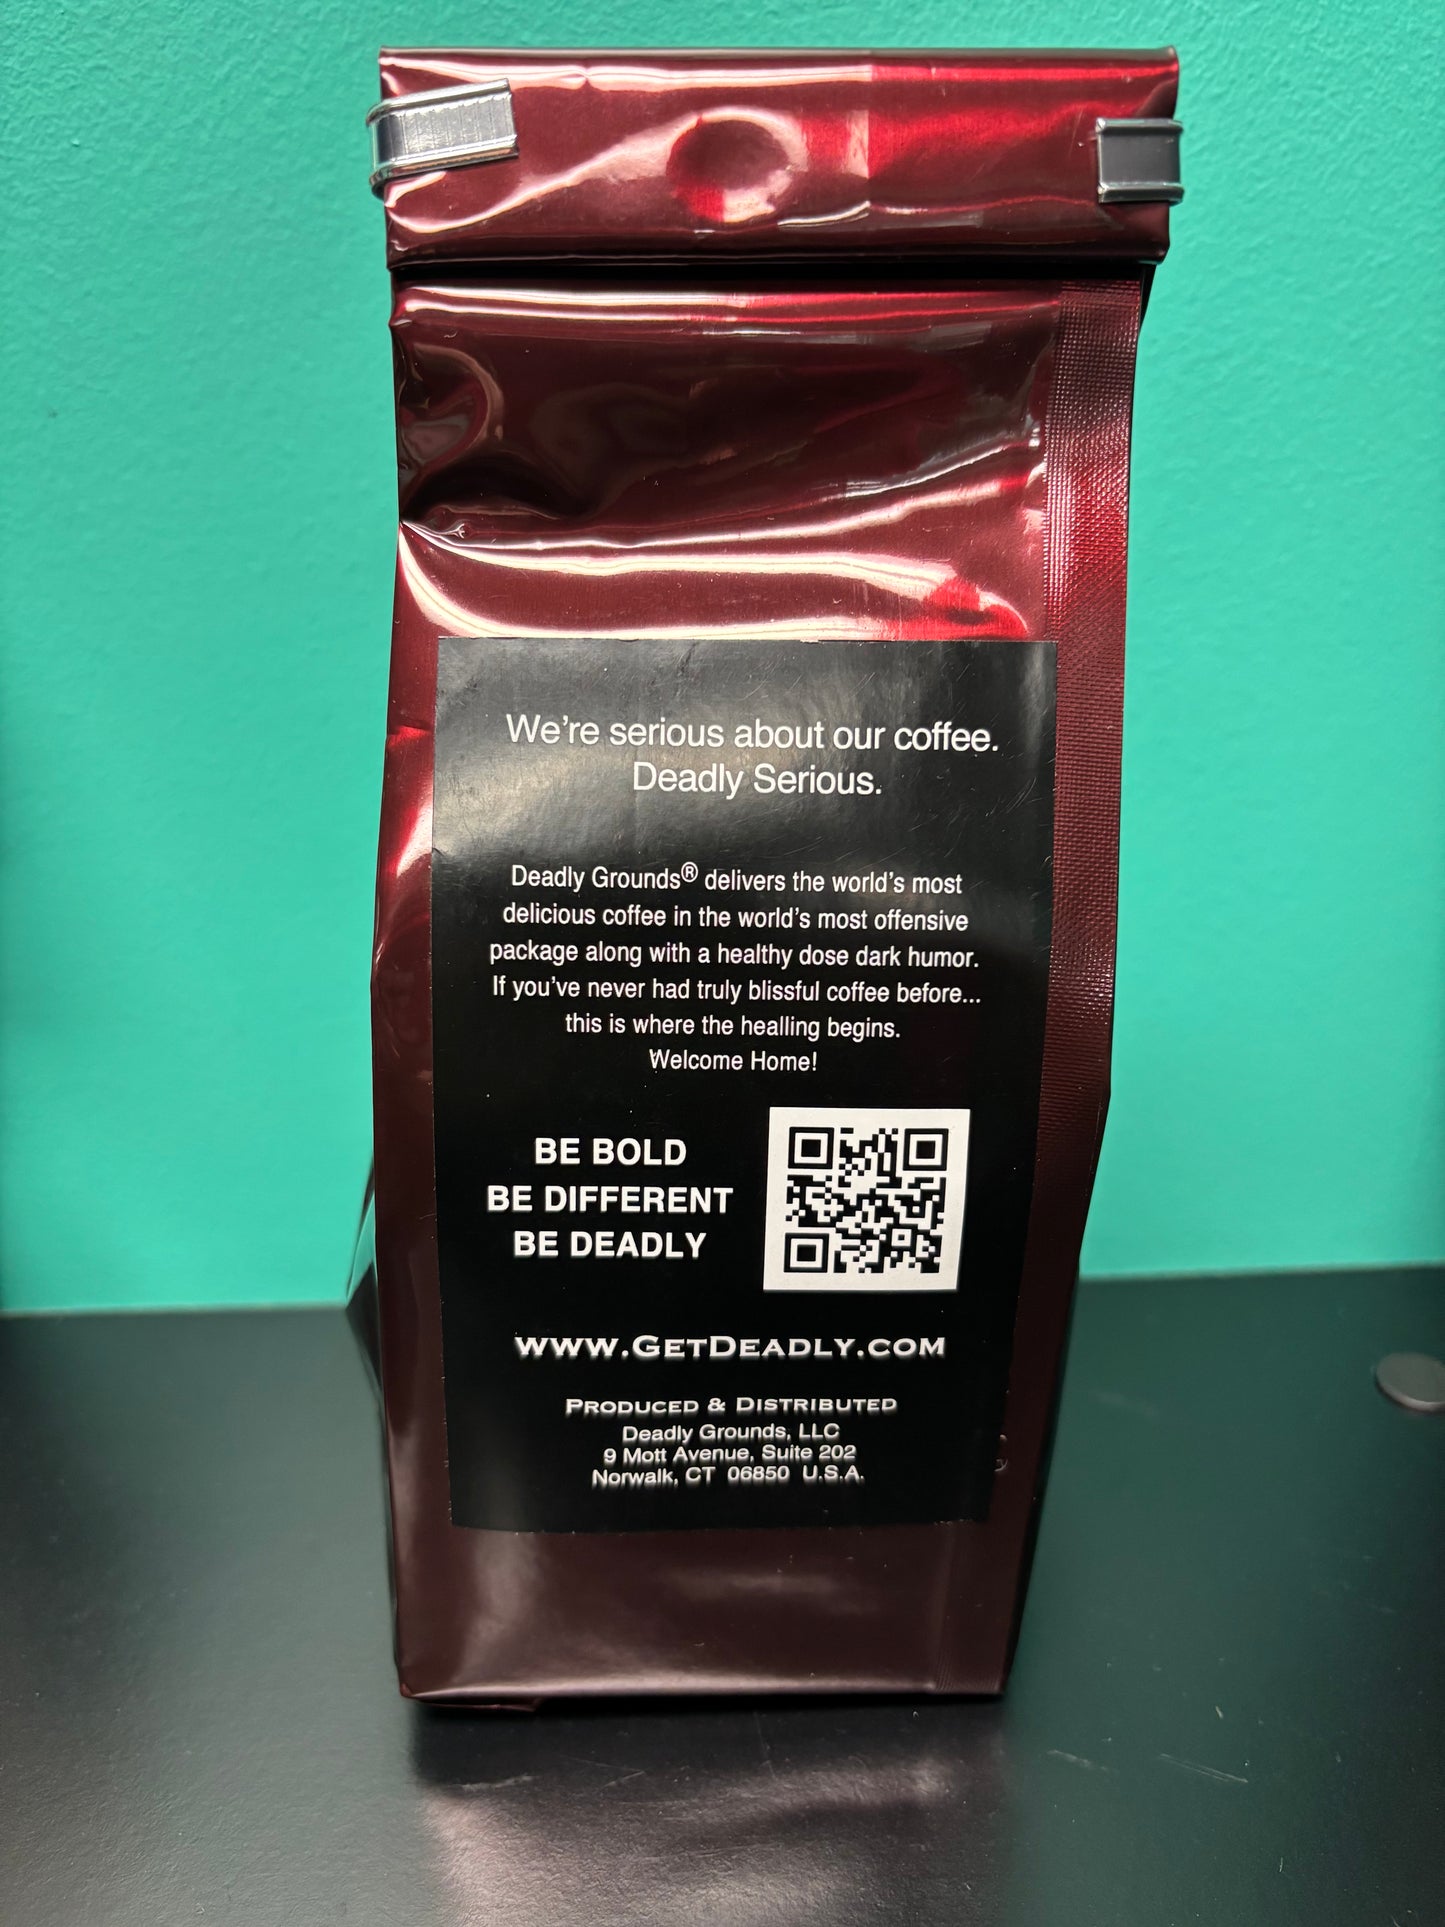 We're serious about our coffee.
Deadly Serious.
Deadly Grounds® delivers the world's most
delicious coffee in the world's most offensive
package along with a healthy dose dark humor.
If you've never had truly blissful coffee before...
this is where the healling begins.
Welcome Home!
BE BOLD
BE DIFFERENT
BE DEADLY
WWW.GETDEADLY.COM
PRODUCED & DISTRIBUTED
Deadly Grounds, LLC
9 Mott Avenue, Suite 202
Norwalk, CT 06850 U.S.A.